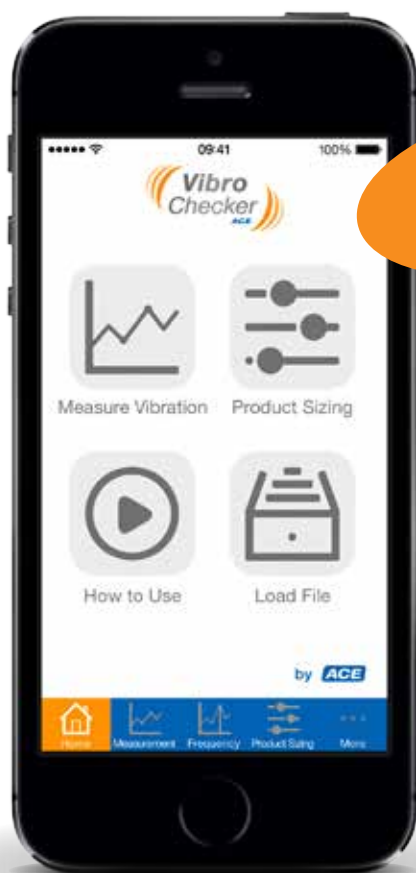 09:41
100%
Vibro
Checker
ACE
Measure Vibration
Product Sizing
How to Use
Load File
by ACE
Home
Measurement
Frequency
Product Sizing
More